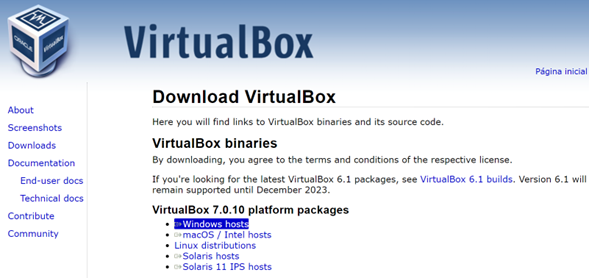 ORACLE
VirtualBox
VirtualBox
Página inicial
About
Screenshots
Downloads
Documentation
End-user docs
Technical docs
Contribute
Community
Download VirtualBox
Here you will find links to VirtualBox binaries and its source code.
VirtualBox binaries
By downloading, you agree to the terms and conditions of the respective license.
If you're looking for the latest VirtualBox 6.1 packages, see VirtualBox 6.1 builds. Version 6.1 will
remain supported until December 2023.
VirtualBox 7.0.10 platform packages
Windows hosts
macOS / Intel hosts
Linux distributions
Solaris hosts
Solaris 11 IPS hosts